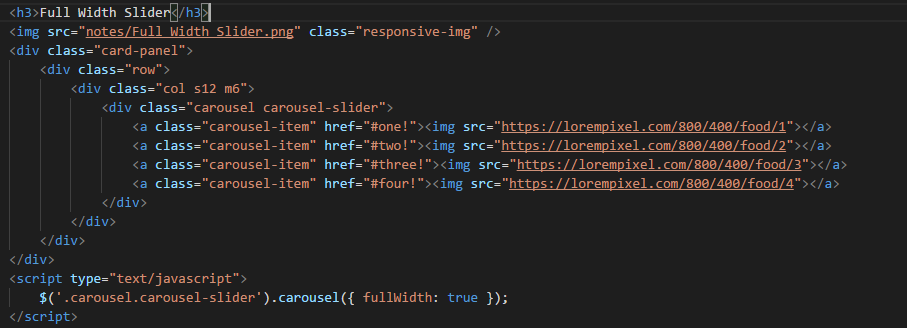 <h3>Full Width Slider</h3>
<img src="notes/Full Width Slider.png" class="responsive-img" />
<div class="card-panel">
    <div class="row">
        <div class="col s12 m6">
            <div class="carousel carousel-slider">
                <a class="carousel-item" href="#one!"><img src="https://lorempixel.com/800/400/food/1"></a>
                <a class="carousel-item" href="#two!"><img src="https://lorempixel.com/800/400/food/2"></a>
                <a class="carousel-item" href="#three!"><img src="https://lorempixel.com/800/400/food/3"></a>
                <a class="carousel-item" href="#four!"><img src="https://lorempixel.com/800/400/food/4"></a>
            </div>
        </div>
    </div>
</div>
<script type="text/javascript">
    $('.carousel.carousel-slider').carousel({ fullWidth: true });
</script>